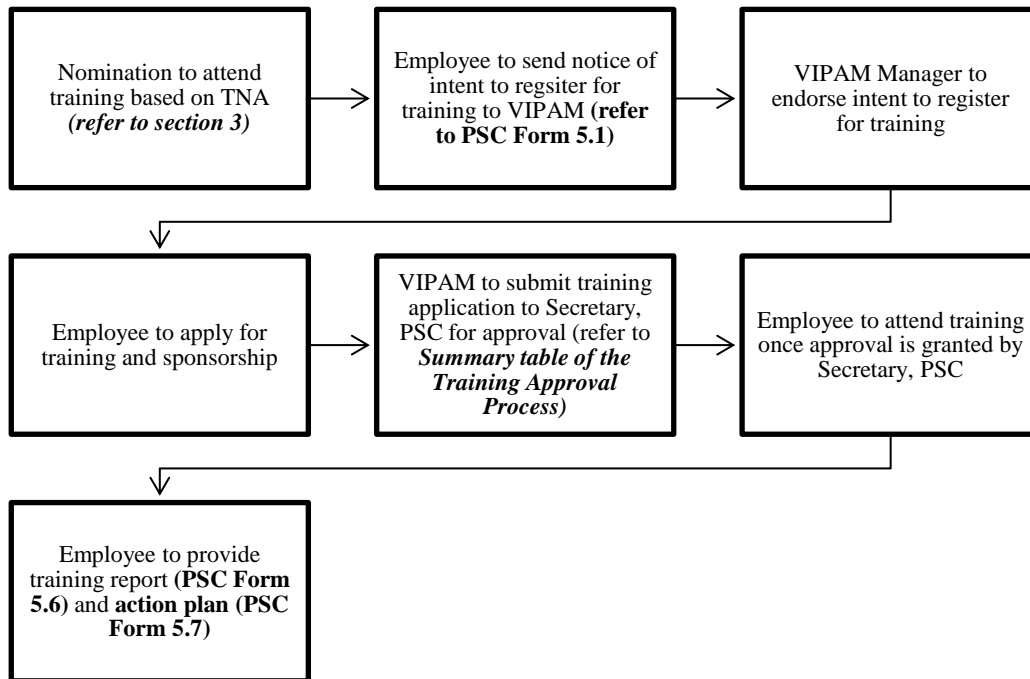 Nomination to attend
training based on TNA
(refer to section 3)
Employee to send notice of
intent to regsiter for
training to VIPAM (refer
to PSC Form 5.1)
VIPAM Manager to
endorse intent to register
for training
Employee to apply for
training and sponsorship
VIPAM to submit training
application to Secretary,
PSC for approval (refer to
Summary table of the
Training Approval
Process)
Employee to attend training
once approval is granted by
Secretary, PSC
Employee to provide
training report (PSC Form
5.6) and action plan (PSC
Form 5.7)